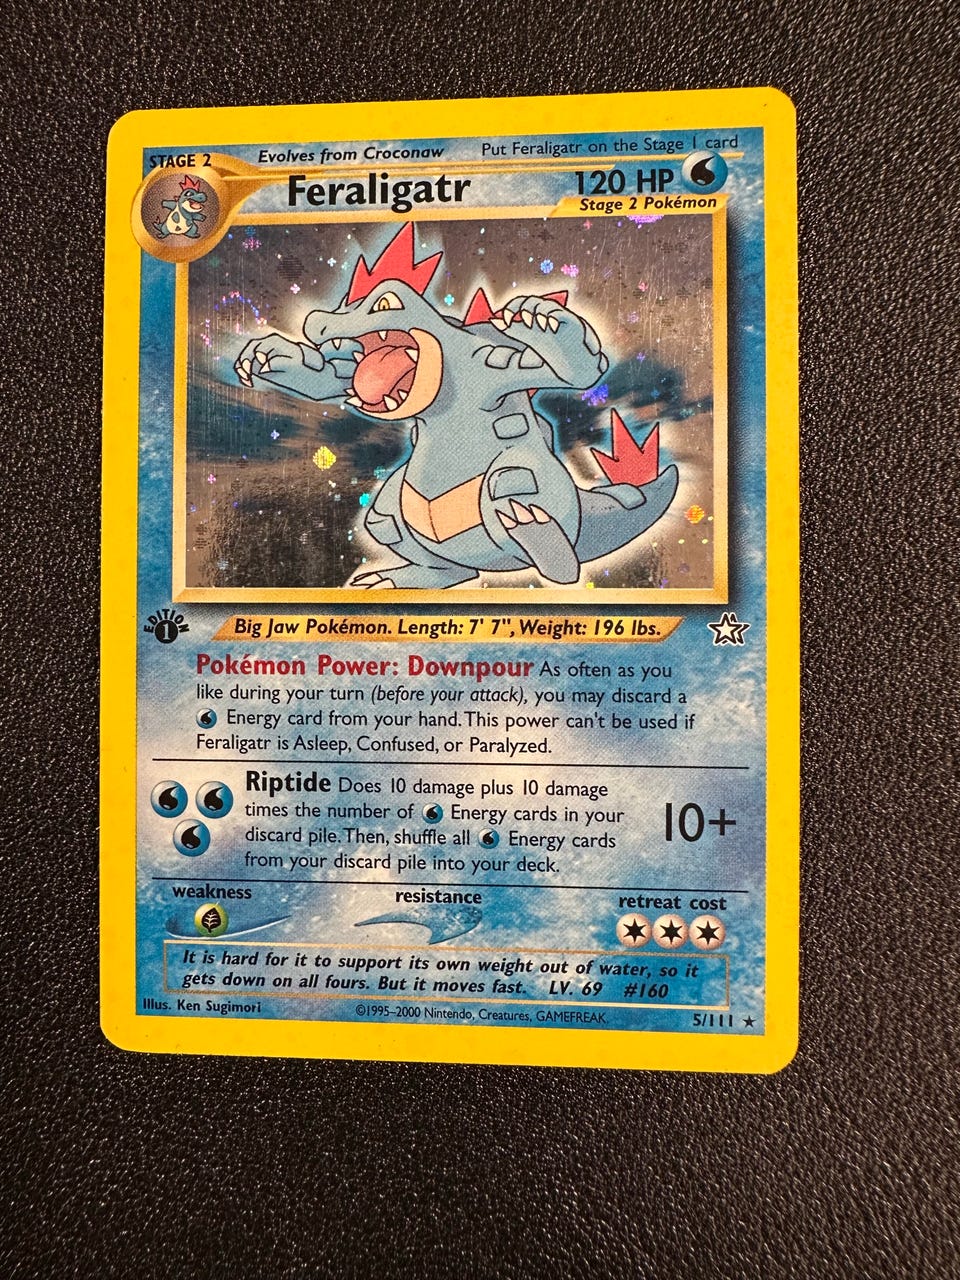 STAGE 2 Evolves from Croconaw Put Feraligatr on the Stage 1 card
Feraligatr 120 HP
Stage 2 Pokémon
EDITION
1
Big Jaw Pokémon. Length: 7' 7", Weight: 196 lbs.
Pokémon Power: Downpour As often as you
like during your turn (before your attack), you may discard a
Energy card from your hand. This power can't be used if
Feraligatr is Asleep, Confused, or Paralyzed.
Riptide Does 10 damage plus 10 damage
times the number of Energy cards in your
discard pile. Then, shuffle all Energy cards
from your discard pile into your deck.
10+
weakness resistance retreat cost
It is hard for it to support its own weight out of water, so it
gets down on all fours. But it moves fast. LV. 69 #160
Illus. Ken Sugimori ©1995–2000 Nintendo, Creatures, GAMEFREAK. 5/111 ★